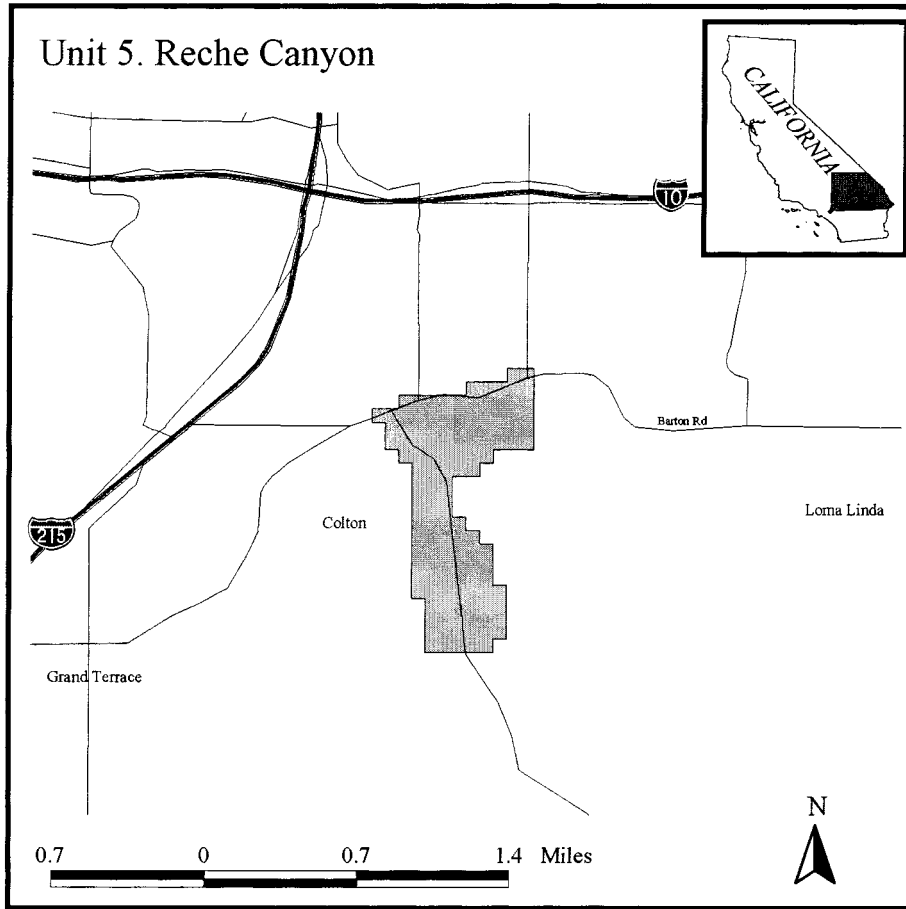 Unit 5. Reche Canyon
CALIFORNIA
10
Barton Rd
Loma Linda
Colton
215
Grand Terrace
N
0.7 0 0.7 1.4 Miles